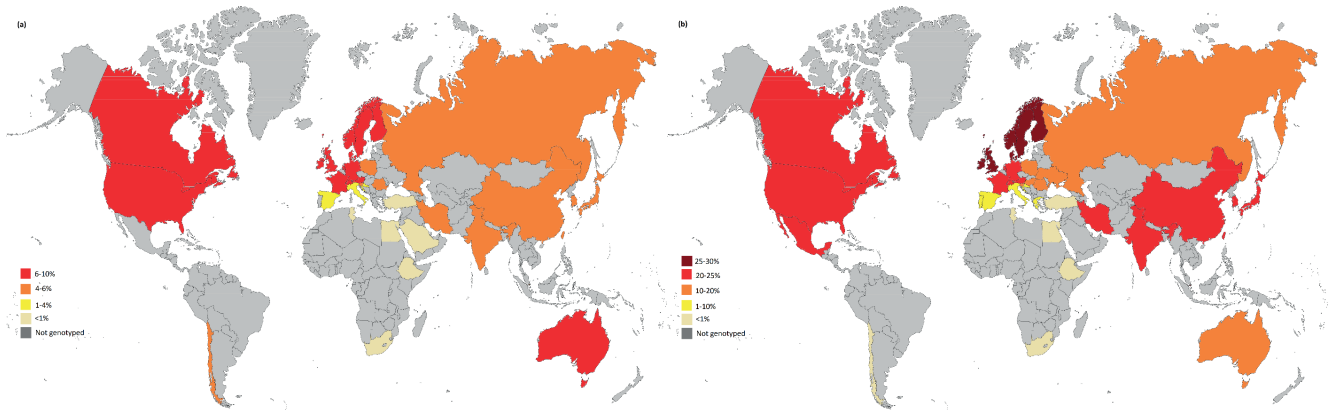 (a)
6-10%
4-6%
1-4%
<1%
Not genotyped
(b)
25-30%
20-25%
10-20%
1-10%
<1%
Not genotyped